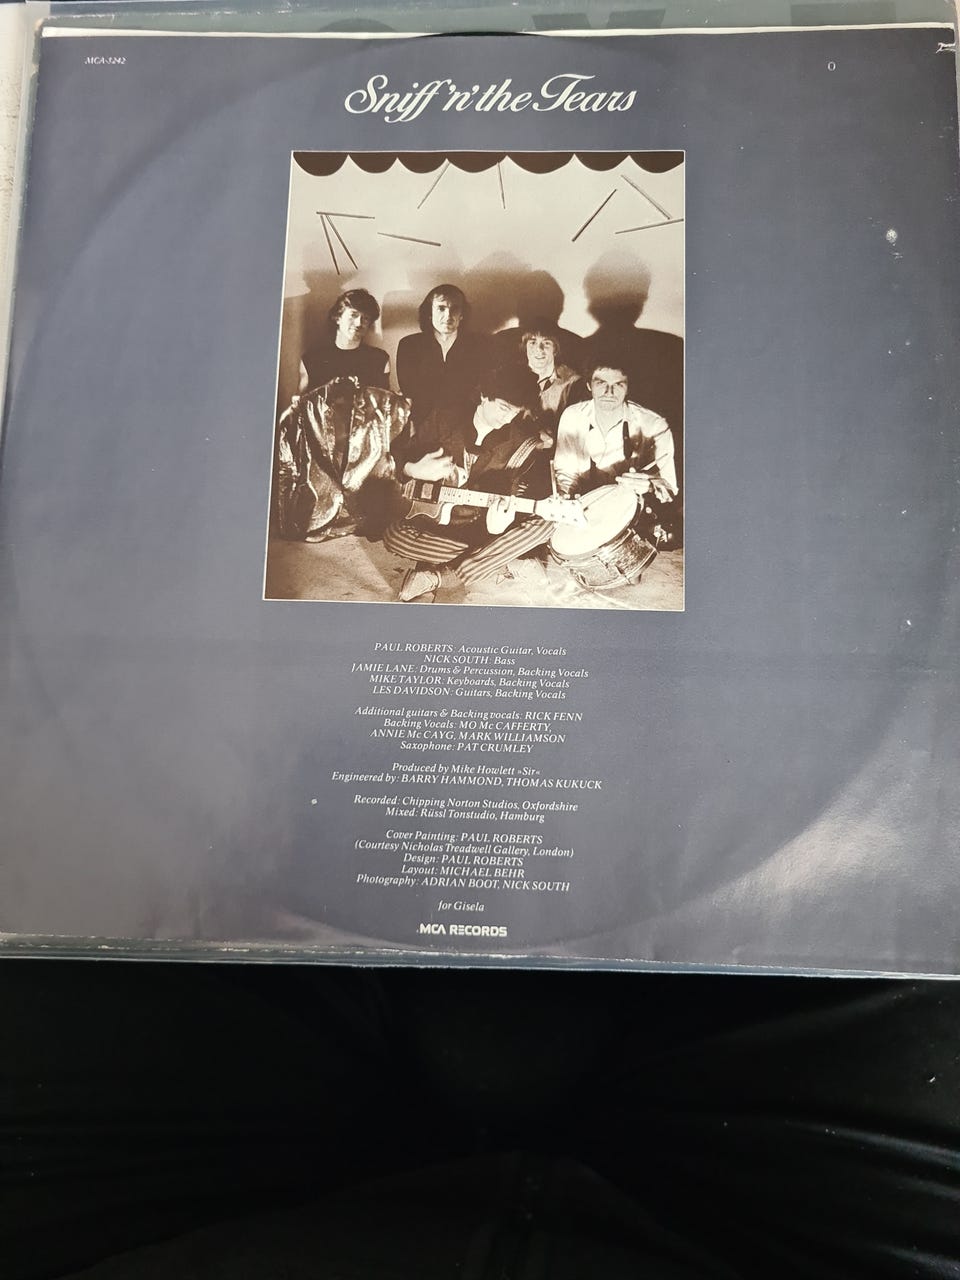 MCA-3242
Sniff 'n' the Tears
PAUL ROBERTS: Acoustic Guitar, Vocals
NICK SOUTH: Bass
JAMIE LANE: Drums & Percussion, Backing Vocals
MIKE TAYLOR: Keyboards, Backing Vocals
LES DAVIDSON: Guitars, Backing Vocals
Additional guitars & Backing vocals: RICK FENN
Backing Vocals: MO Mc CAFFERTY,
ANNIE Mc CAYG, MARK WILLIAMSON
Saxophone: PAT CRUMLEY
Produced by Mike Howlett »Sir«
Engineered by: BARRY HAMMOND, THOMAS KUKUCK
Recorded: Chipping Norton Studios, Oxfordshire
Mixed: Rüssl Tonstudio, Hamburg
Cover Painting: PAUL ROBERTS
(Courtesy Nicholas Treadwell Gallery, London)
Design: PAUL ROBERTS
Layout: MICHAEL BEHR
Photography: ADRIAN BOOT, NICK SOUTH
for Gisela
MCA RECORDS